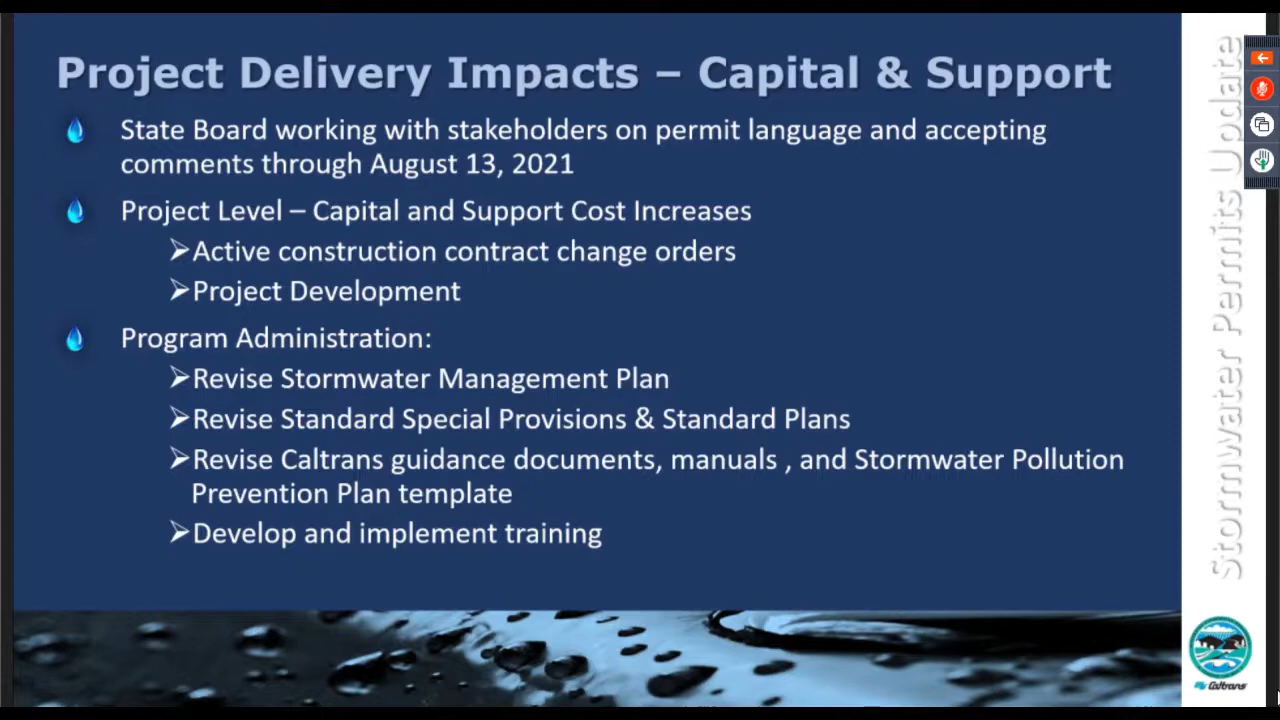 Project Delivery Impacts – Capital & Support
State Board working with stakeholders on permit language and accepting
comments through August 13, 2021
Project Level – Capital and Support Cost Increases
➢Active construction contract change orders
➢Project Development
Program Administration:
➢Revise Stormwater Management Plan
➢Revise Standard Special Provisions & Standard Plans
➢Revise Caltrans guidance documents, manuals , and Stormwater Pollution
Prevention Plan template
➢Develop and implement training
Stormwater Permits Update
Caltrans